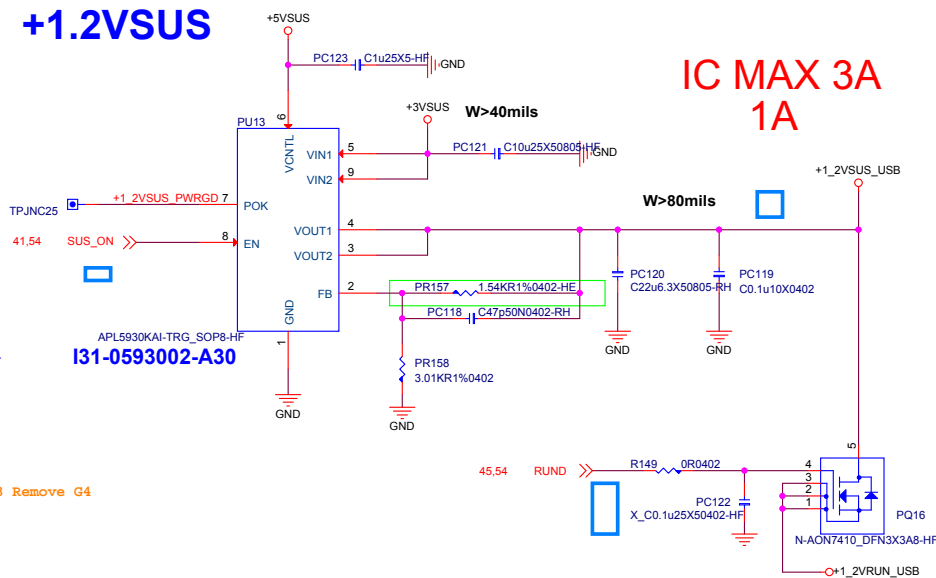 +1.2VSUS
+5VSUS
PC123
C1u25X5-HF
GND
IC MAX 3A
1A
+3VSUS
W>40mils
PU13
6
VCNTL
VIN1
5
PC121
C10u25X50805-HF
GND
VIN2
9
+1_2VSUS_USB
TPJNC25
+1_2VSUS_PWRGD
7
POK
W>80mils
41,54
SUS_ON
8
EN
VOUT1
4
VOUT2
3
PC120
C22u6.3X50805-RH
PC119
C0.1u10X0402
FB
2
PR157
1.54KR1%0402-HE
PC118
C47p50N0402-RH
GND
1
APL5930KAI-TRG_SOP8-HF
I31-0593002-A30
GND
GND
PR158
3.01KR1%0402
GND
GND
45,54
RUND
R149
0R0402
5
4
3
2
1
PC122
X_C0.1u25X50402-HF
PQ16
N-AON7410_DFN3X3A8-HF
Remove G4
+1_2VRUN_USB